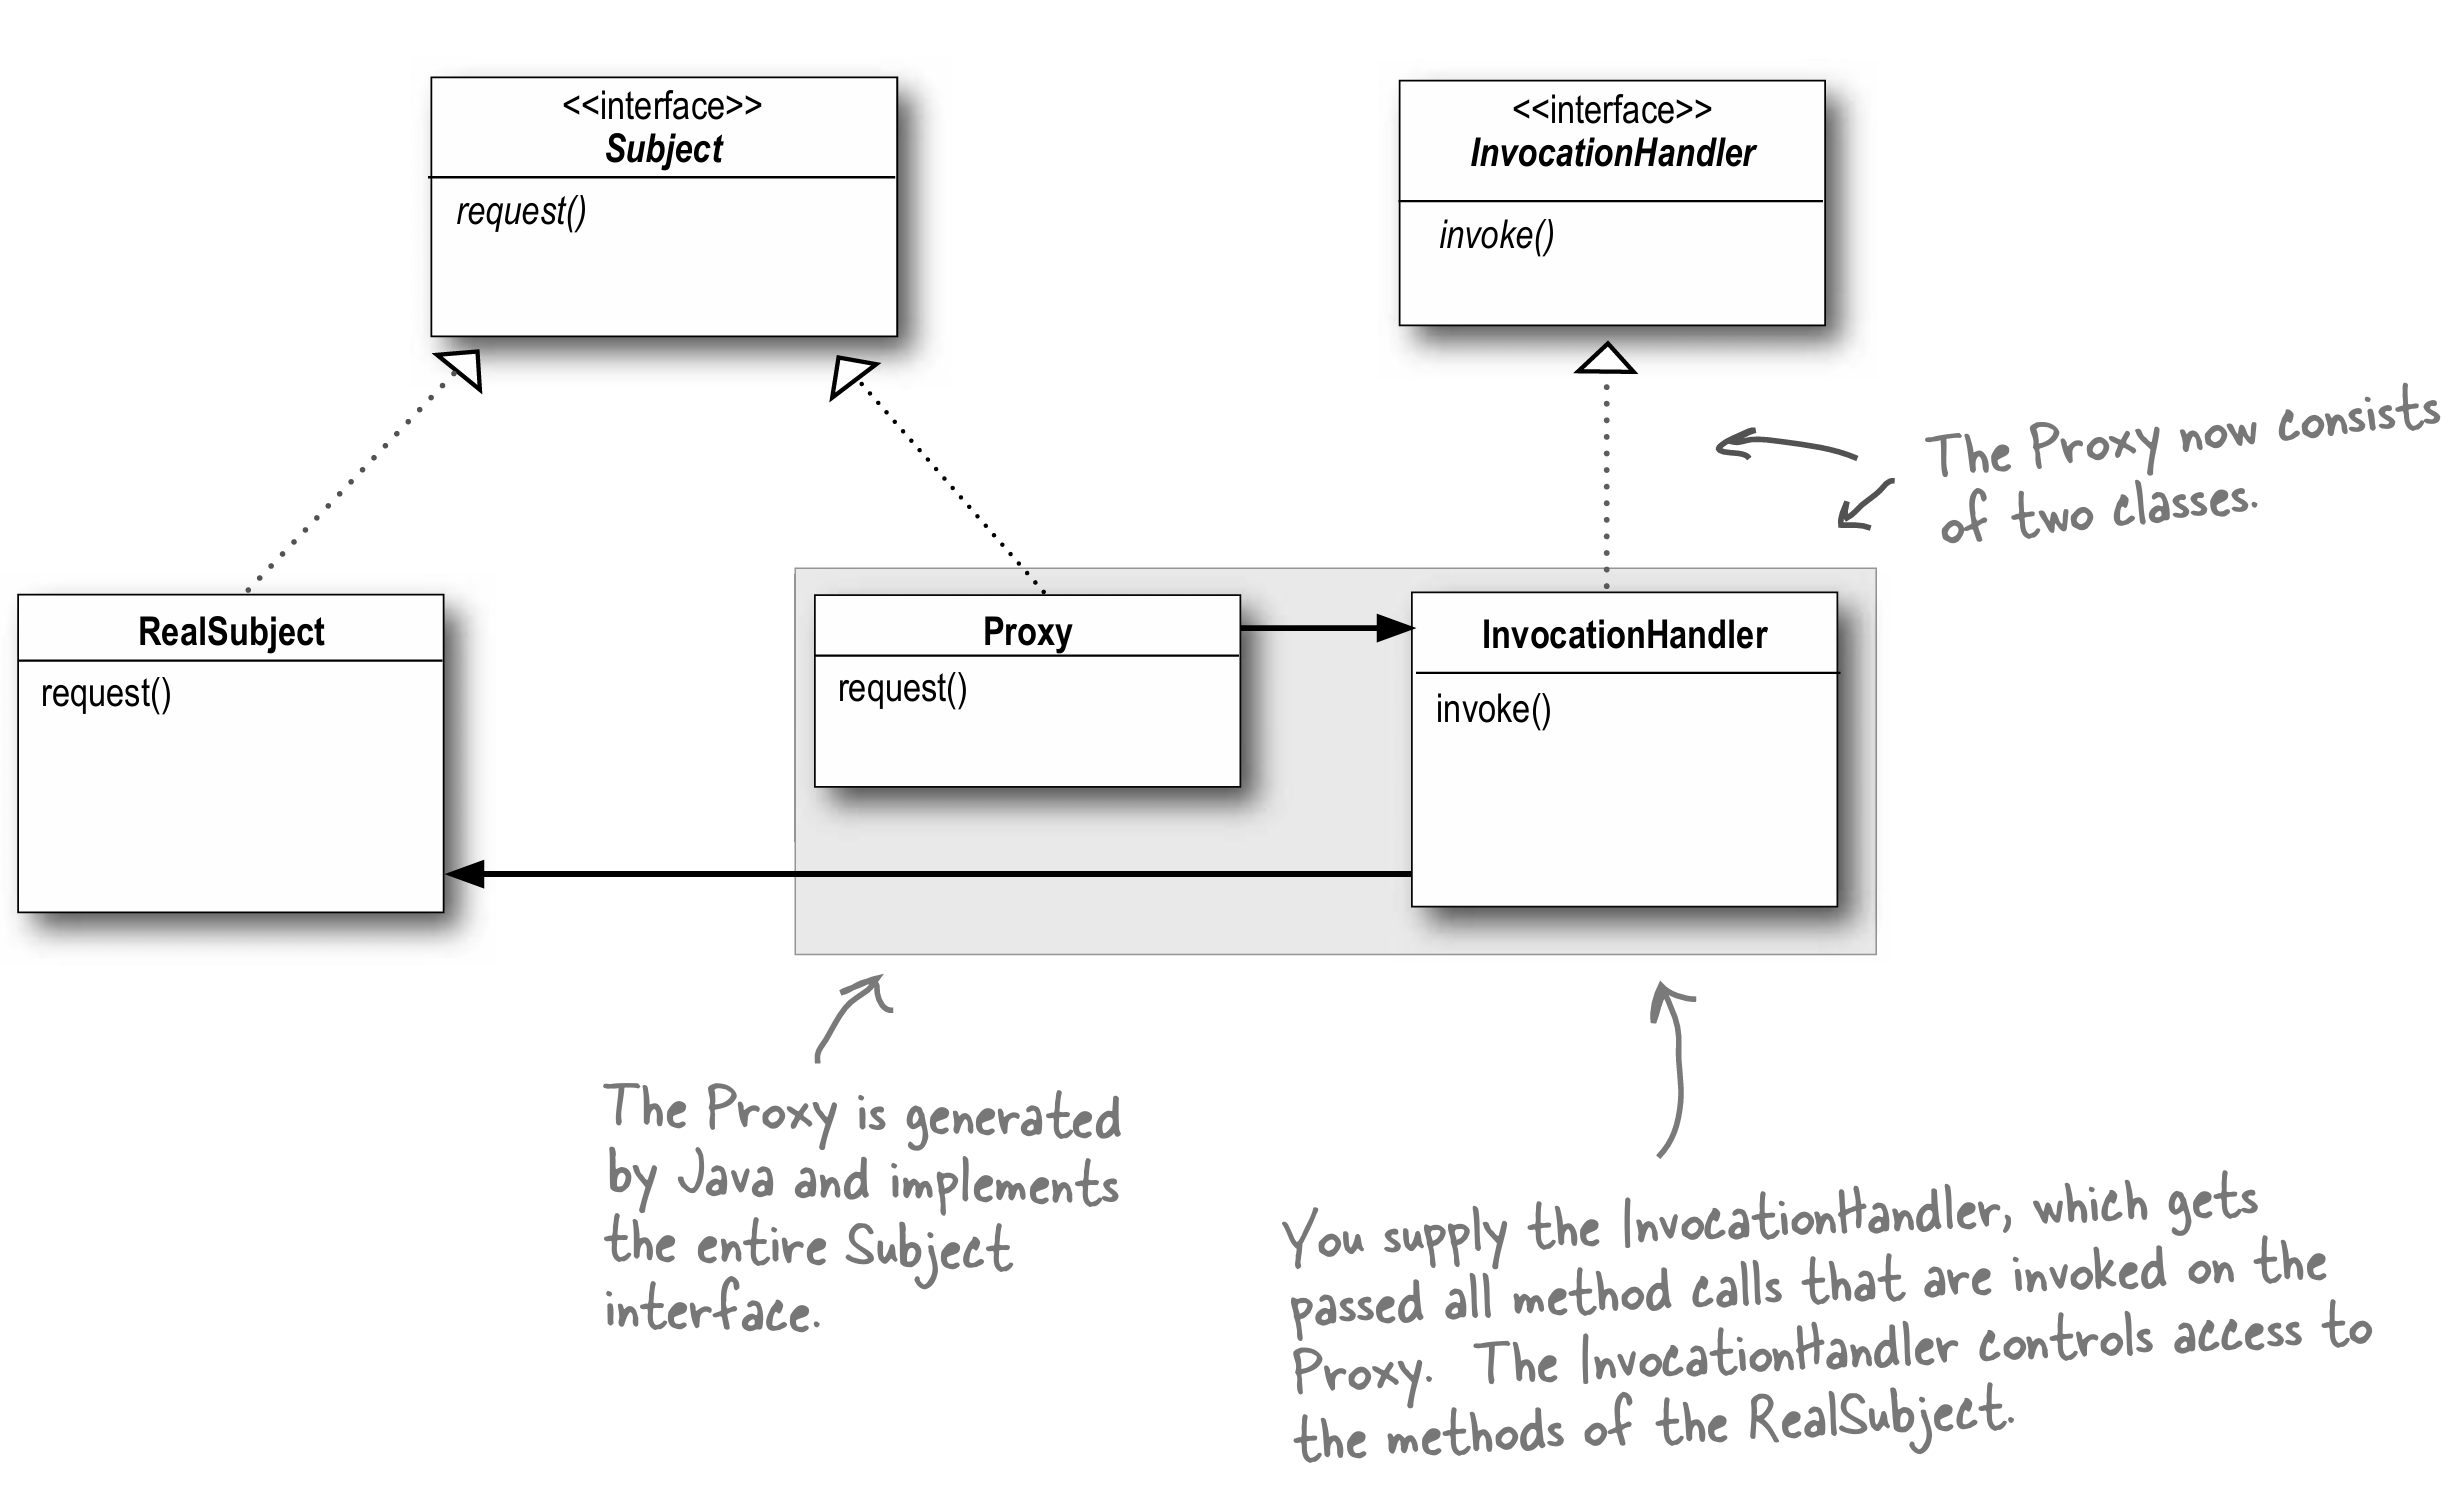 <<interface>>
Subject
request()
<<interface>>
InvocationHandler
invoke()
The Proxy now consists
of two classes.
RealSubject
request()
Proxy
request()
InvocationHandler
invoke()
The Proxy is generated
by Java and implements
the entire Subject
interface.
You supply the InvocationHandler, which gets
passed all method calls that are invoked on the
Proxy. The InvocationHandler controls access to
the methods of the RealSubject.